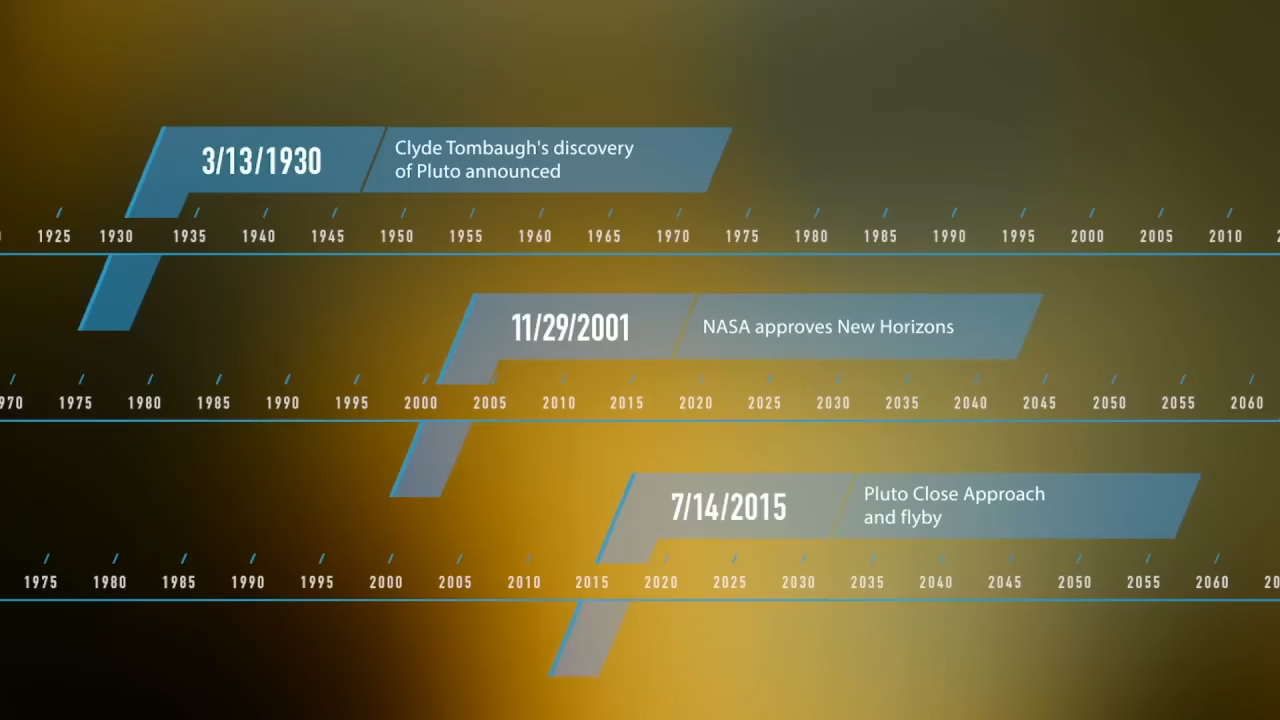 3/13/1930
Clyde Tombaugh's discovery
of Pluto announced
1925 1930 1935 1940 1945 1950 1955 1960 1965 1970 1975 1980 1985 1990 1995 2000 2005 2010
11/29/2001
NASA approves New Horizons
970 1975 1980 1985 1990 1995 2000 2005 2010 2015 2020 2025 2030 2035 2040 2045 2050 2055 2060
7/14/2015
Pluto Close Approach
and flyby
1975 1980 1985 1990 1995 2000 2005 2010 2015 2020 2025 2030 2035 2040 2045 2050 2055 2060 20